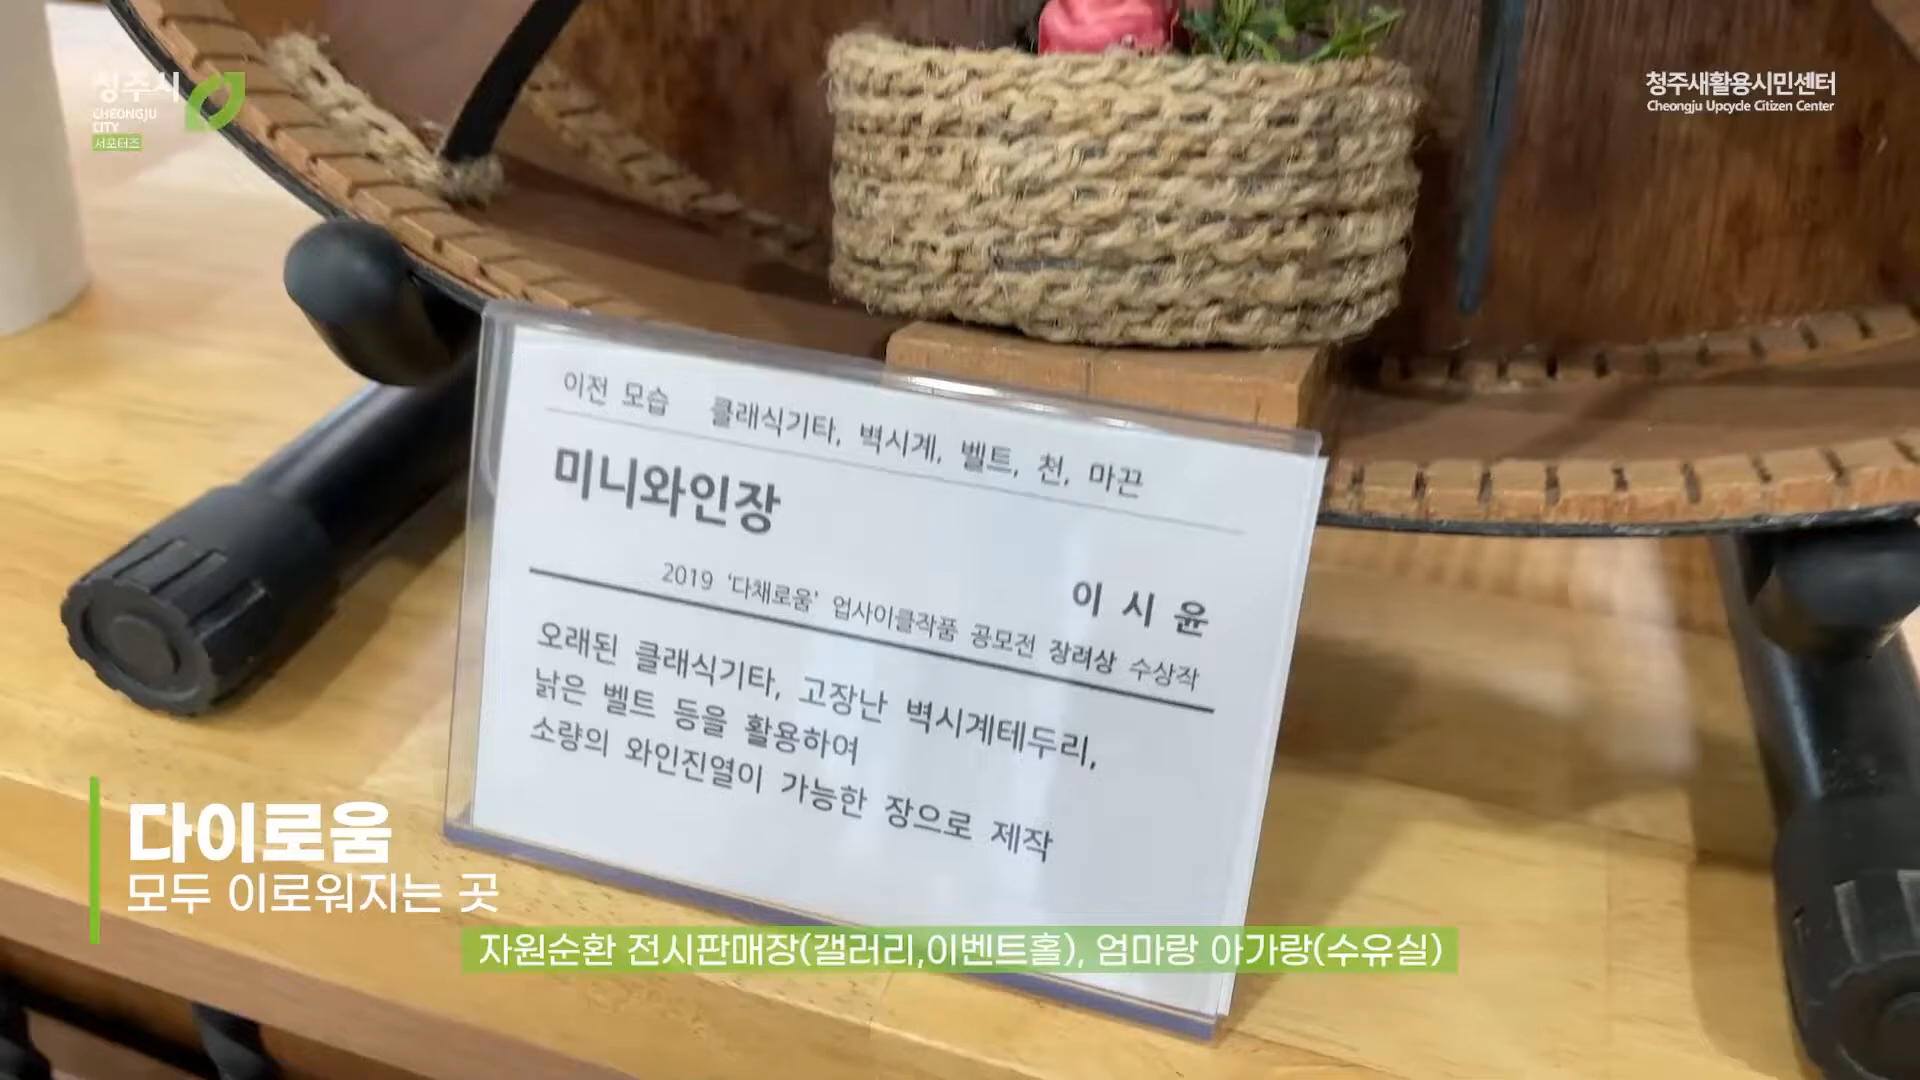 청주시
CHEONGJU
CITY
서포터즈
청주새활용시민센터
Cheongju Upcycle Citizen Center
이전 모습 클래식기타, 벽시계, 벨트, 천, 마끈
미니와인장
이 시 윤
2019 '다채로움' 업사이클작품 공모전 장려상 수상작
오래된 클래식기타, 고장난 벽시계테두리,
낡은 벨트 등을 활용하여
소량의 와인진열이 가능한 장으로 제작
다이로움
모두 이로워지는 곳
자원순환 전시판매장(갤러리,이벤트홀), 엄마랑 아가랑(수유실)